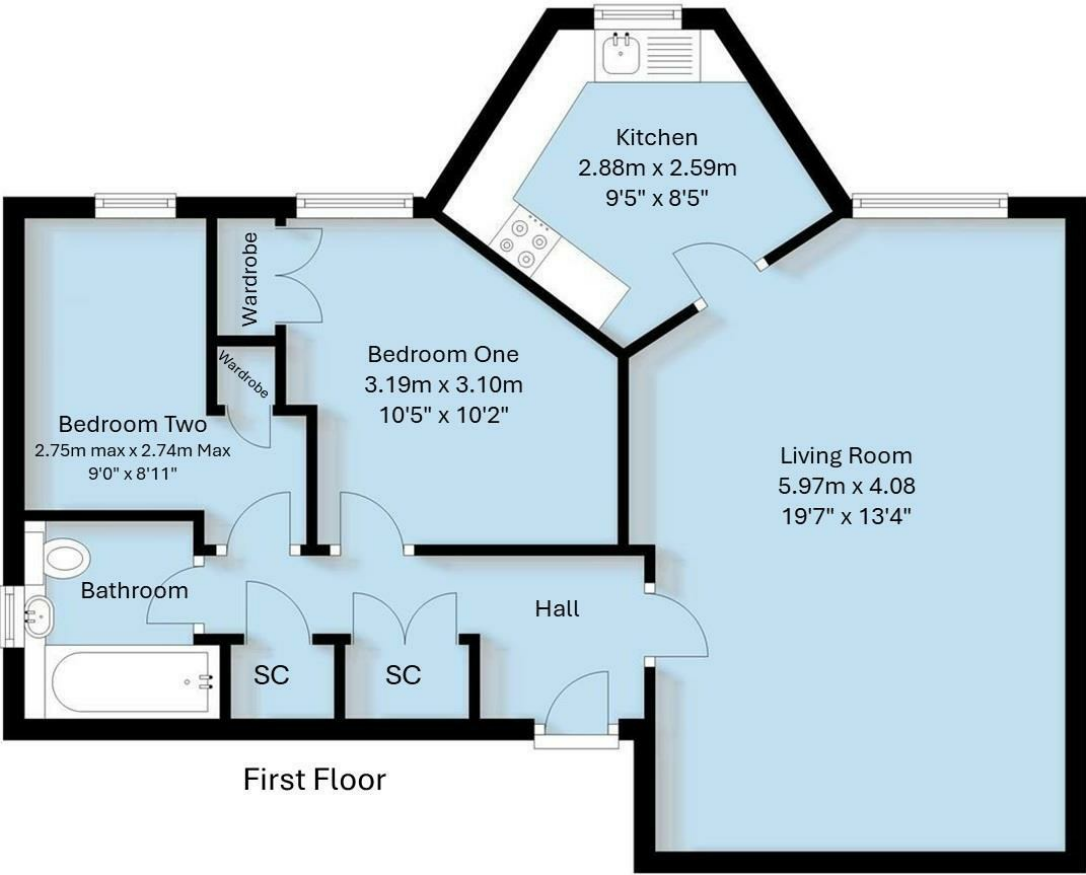 Kitchen
2.88m x 2.59m
9'5" x 8'5"
Wardrobe
Wardrobe
Bedroom One
3.19m x 3.10m
10'5" x 10'2"
Bedroom Two
2.75m max x 2.74m Max
9'0" x 8'11"
Living Room
5.97m x 4.08
19'7" x 13'4"
Bathroom
Hall
SC
SC
First Floor